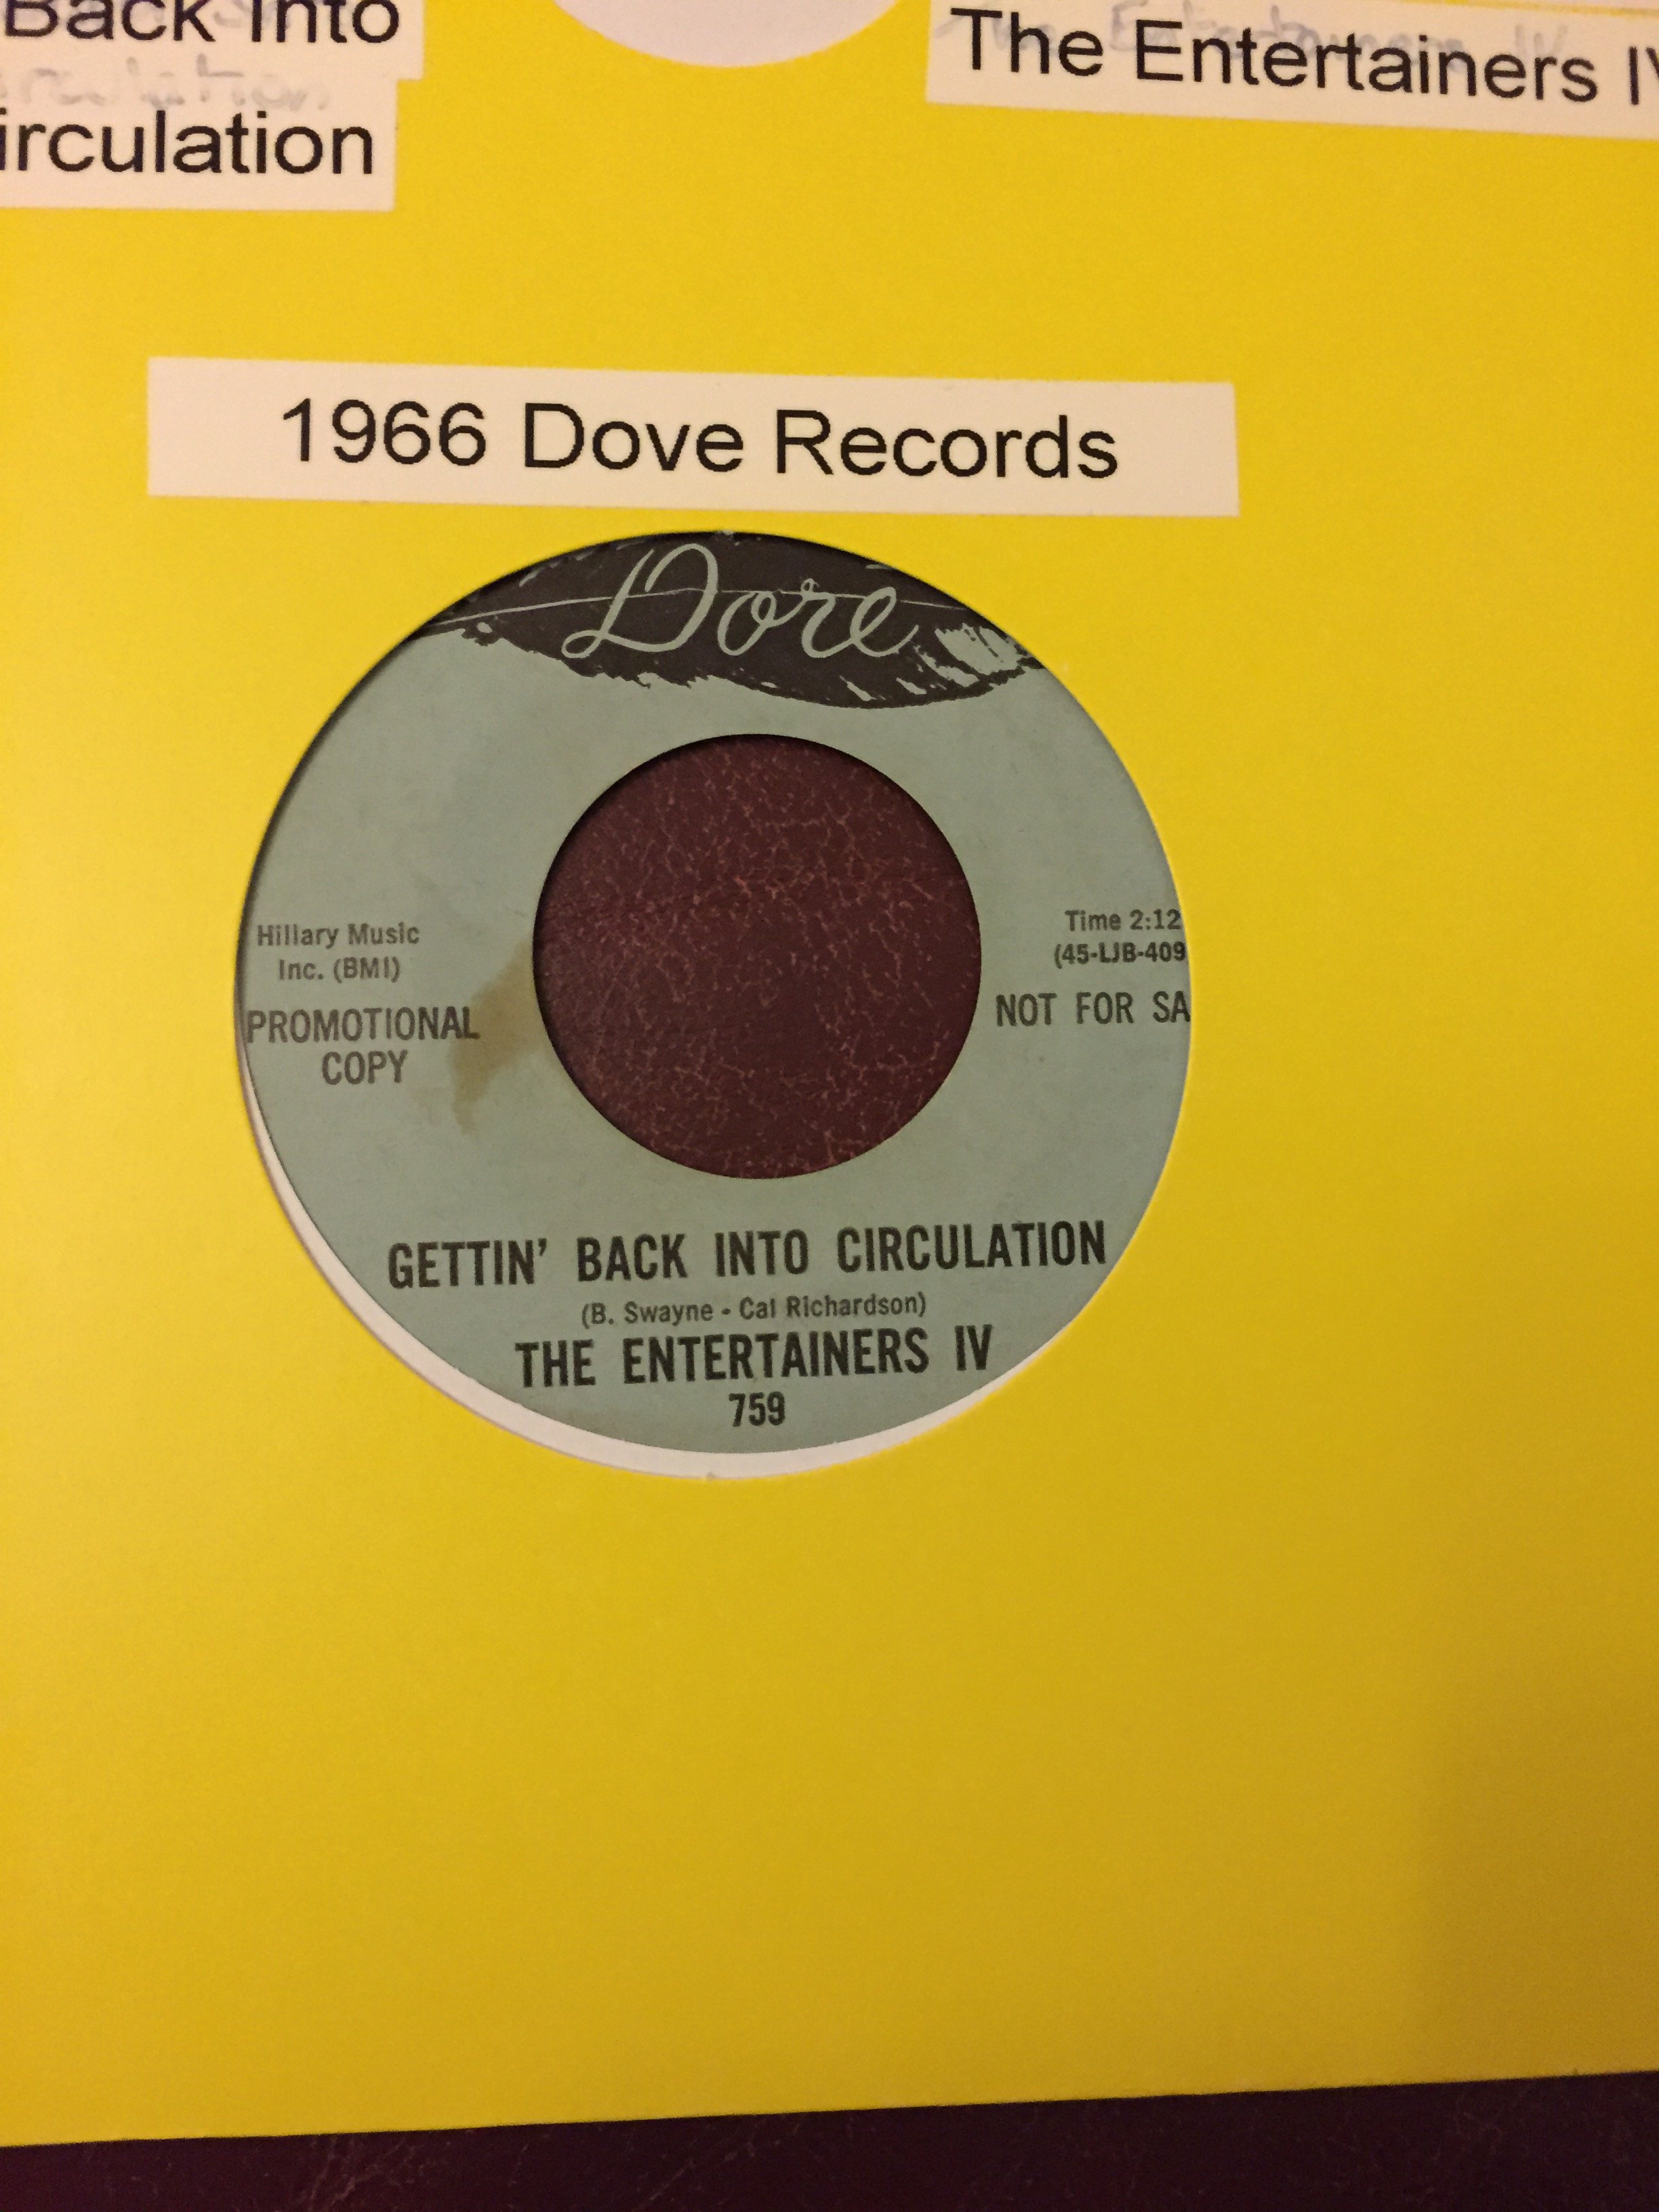 Back Into
irculation
The Entertainers IV
1966 Dove Records
Dore
Hillary Music
Inc. (BMI)
PROMOTIONAL
COPY
Time 2:12
(45-LJB-409
NOT FOR SA
GETTIN' BACK INTO CIRCULATION
(B. Swayne - Cal Richardson)
THE ENTERTAINERS IV
759